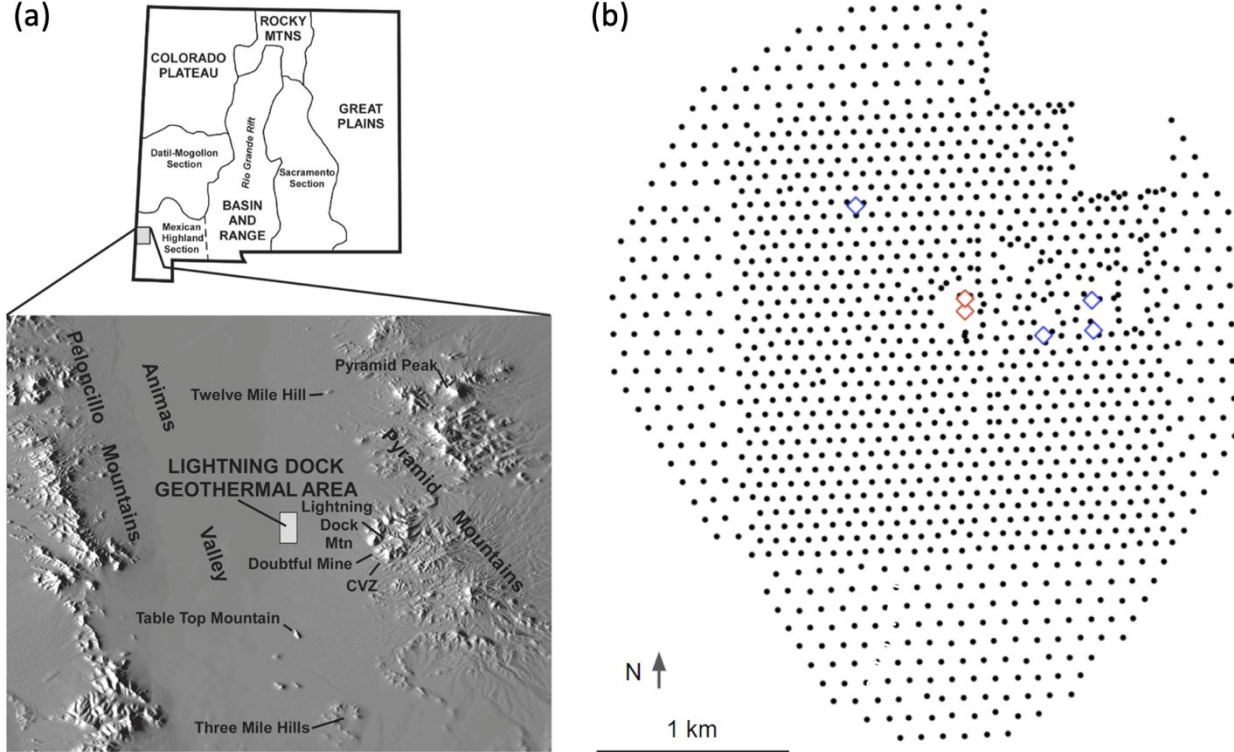 (a)
ROCKY
MTNS
COLORADO
PLATEAU
GREAT
PLAINS
Rio Grande Rift
Datil-Mogollon
Section
Sacramento
Section
BASIN
AND
RANGE
Mexican
Highland
Section
Peloncillo
Mountains
Animas
Valley
Twelve Mile Hill
Pyramid Peak
Pyramid
Mountains
LIGHTNING DOCK
GEOTHERMAL AREA
Lightning
Dock
Mtn
Doubtful Mine
CVZ
Table Top Mountain
Three Mile Hills
(b)
N
1 km